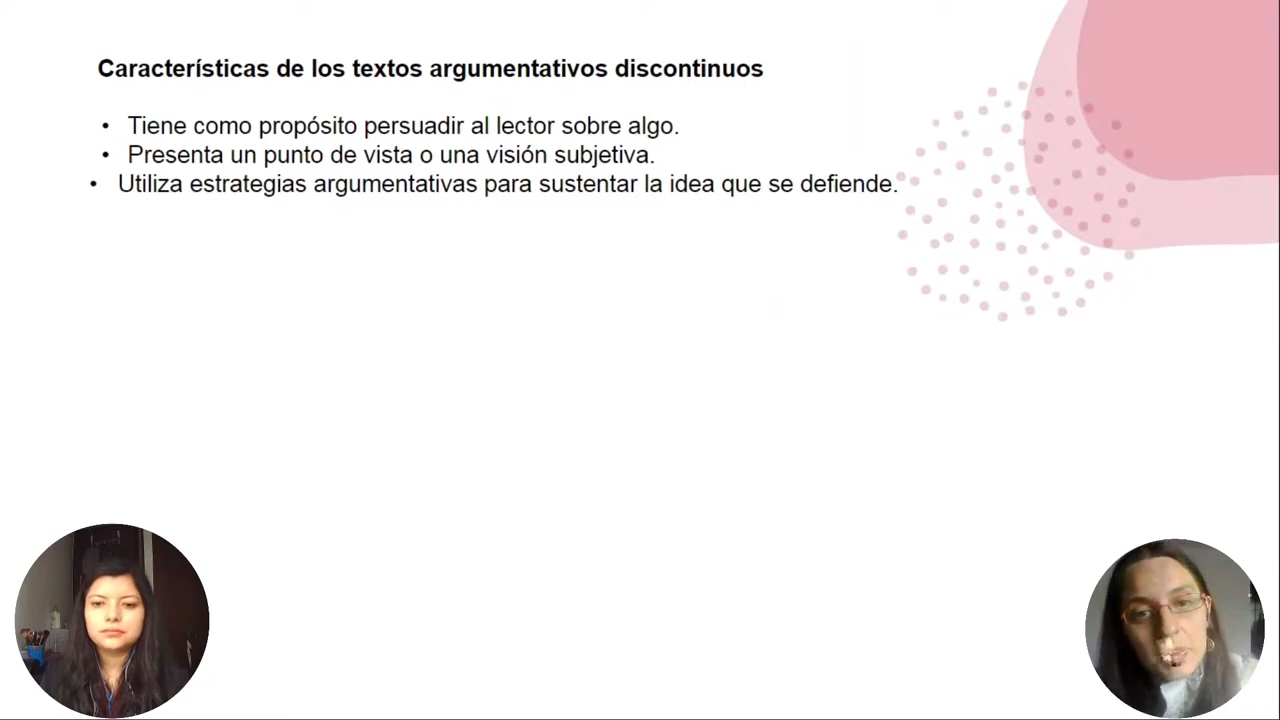 Características de los textos argumentativos discontinuos
• Tiene como propósito persuadir al lector sobre algo.
• Presenta un punto de vista o una visión subjetiva.
• Utiliza estrategias argumentativas para sustentar la idea que se defiende.